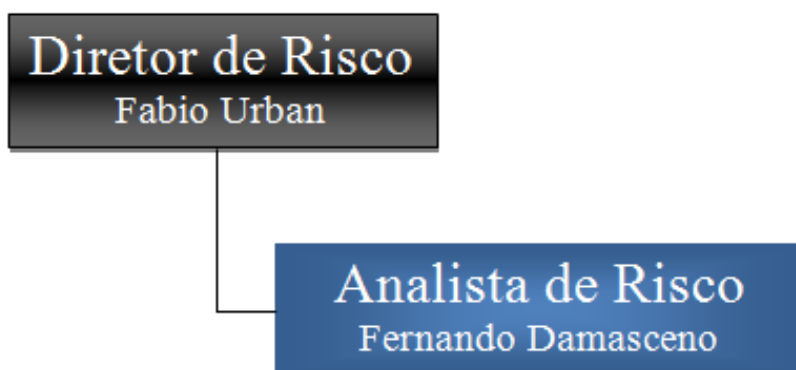 Diretor de Risco
Fabio Urban
Analista de Risco
Fernando Damasceno